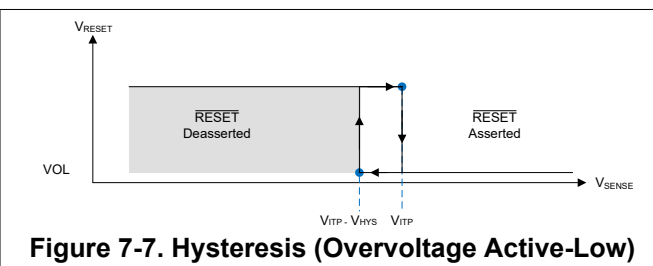 VRESET
RESET
Deasserted
RESET
Asserted
VOL
VSENSE
VITP - VHYS
VITP
Figure 7-7. Hysteresis (Overvoltage Active-Low)